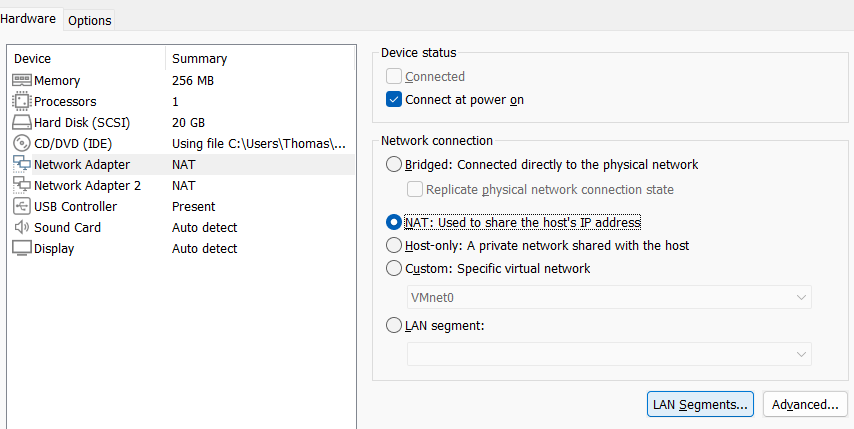 Hardware Options
Device Summary
Memory 256 MB
Processors 1
Hard Disk (SCSI) 20 GB
CD/DVD (IDE) Using file C:\Users\Thomas\...
Network Adapter NAT
Network Adapter 2 NAT
USB Controller Present
Sound Card Auto detect
Display Auto detect
Device status
Connected
Connect at power on
Network connection
Bridged: Connected directly to the physical network
Replicate physical network connection state
NAT: Used to share the host's IP address
Host-only: A private network shared with the host
Custom: Specific virtual network
VMnet0
LAN segment:
LAN Segments... Advanced...